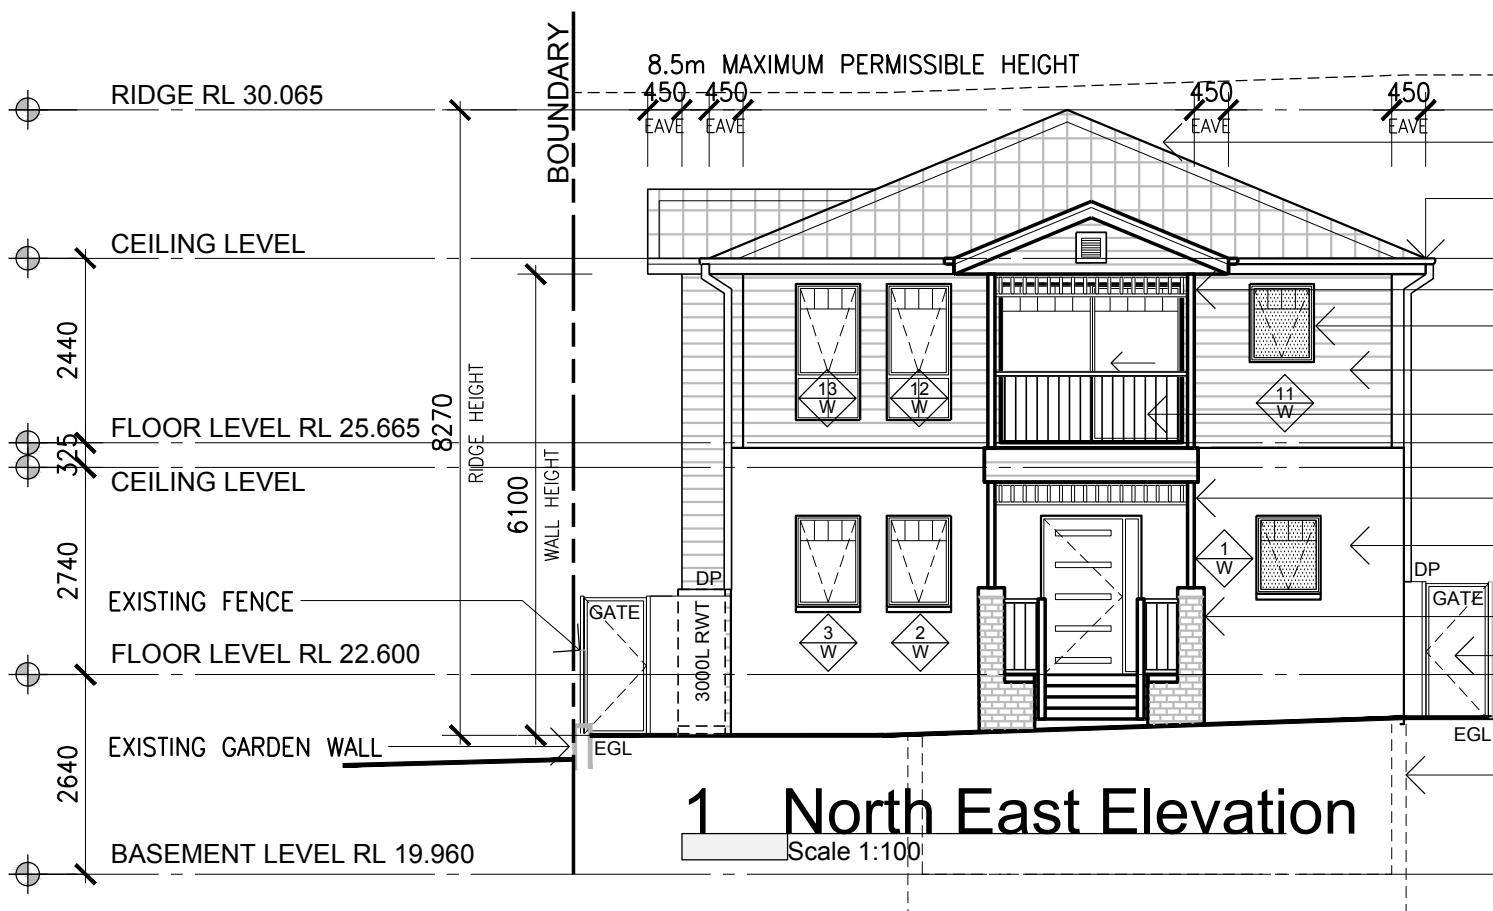 8.5m MAXIMUM PERMISSIBLE HEIGHT
BOUNDARY
RIDGE RL 30.065
450 450 450 450
EAVE EAVE EAVE EAVE
CEILING LEVEL
2440
8270
RIDGE HEIGHT
6100
WALL HEIGHT
13 W
12 W
11 W
FLOOR LEVEL RL 25.665
325
CEILING LEVEL
2740
1 W
DP
DP
EXISTING FENCE
GATE
GATE
3000L RWT
3 W
2 W
FLOOR LEVEL RL 22.600
EXISTING GARDEN WALL
EGL
EGL
2640
1 North East Elevation
Scale 1:100
BASEMENT LEVEL RL 19.960